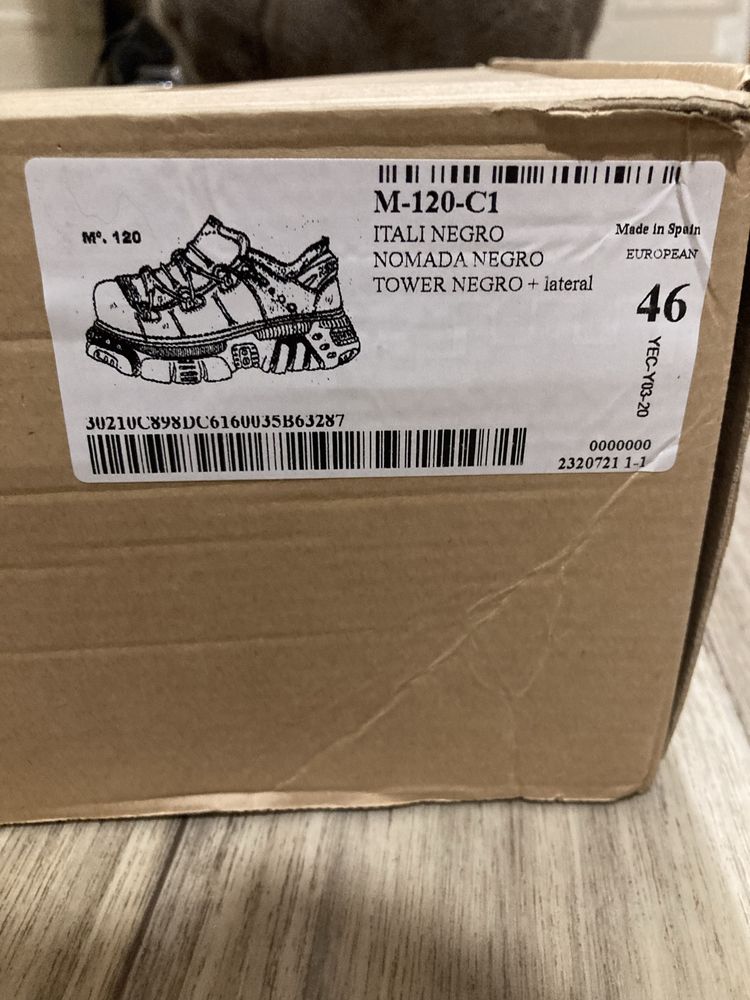 Mº. 120
M-120-C1
ITALI NEGRO
NOMADA NEGRO
TOWER NEGRO + lateral
Made in Spain
EUROPEAN
46
YEC-Y03-20
30210C898DC6160035B63287
0000000
2320721 1-1